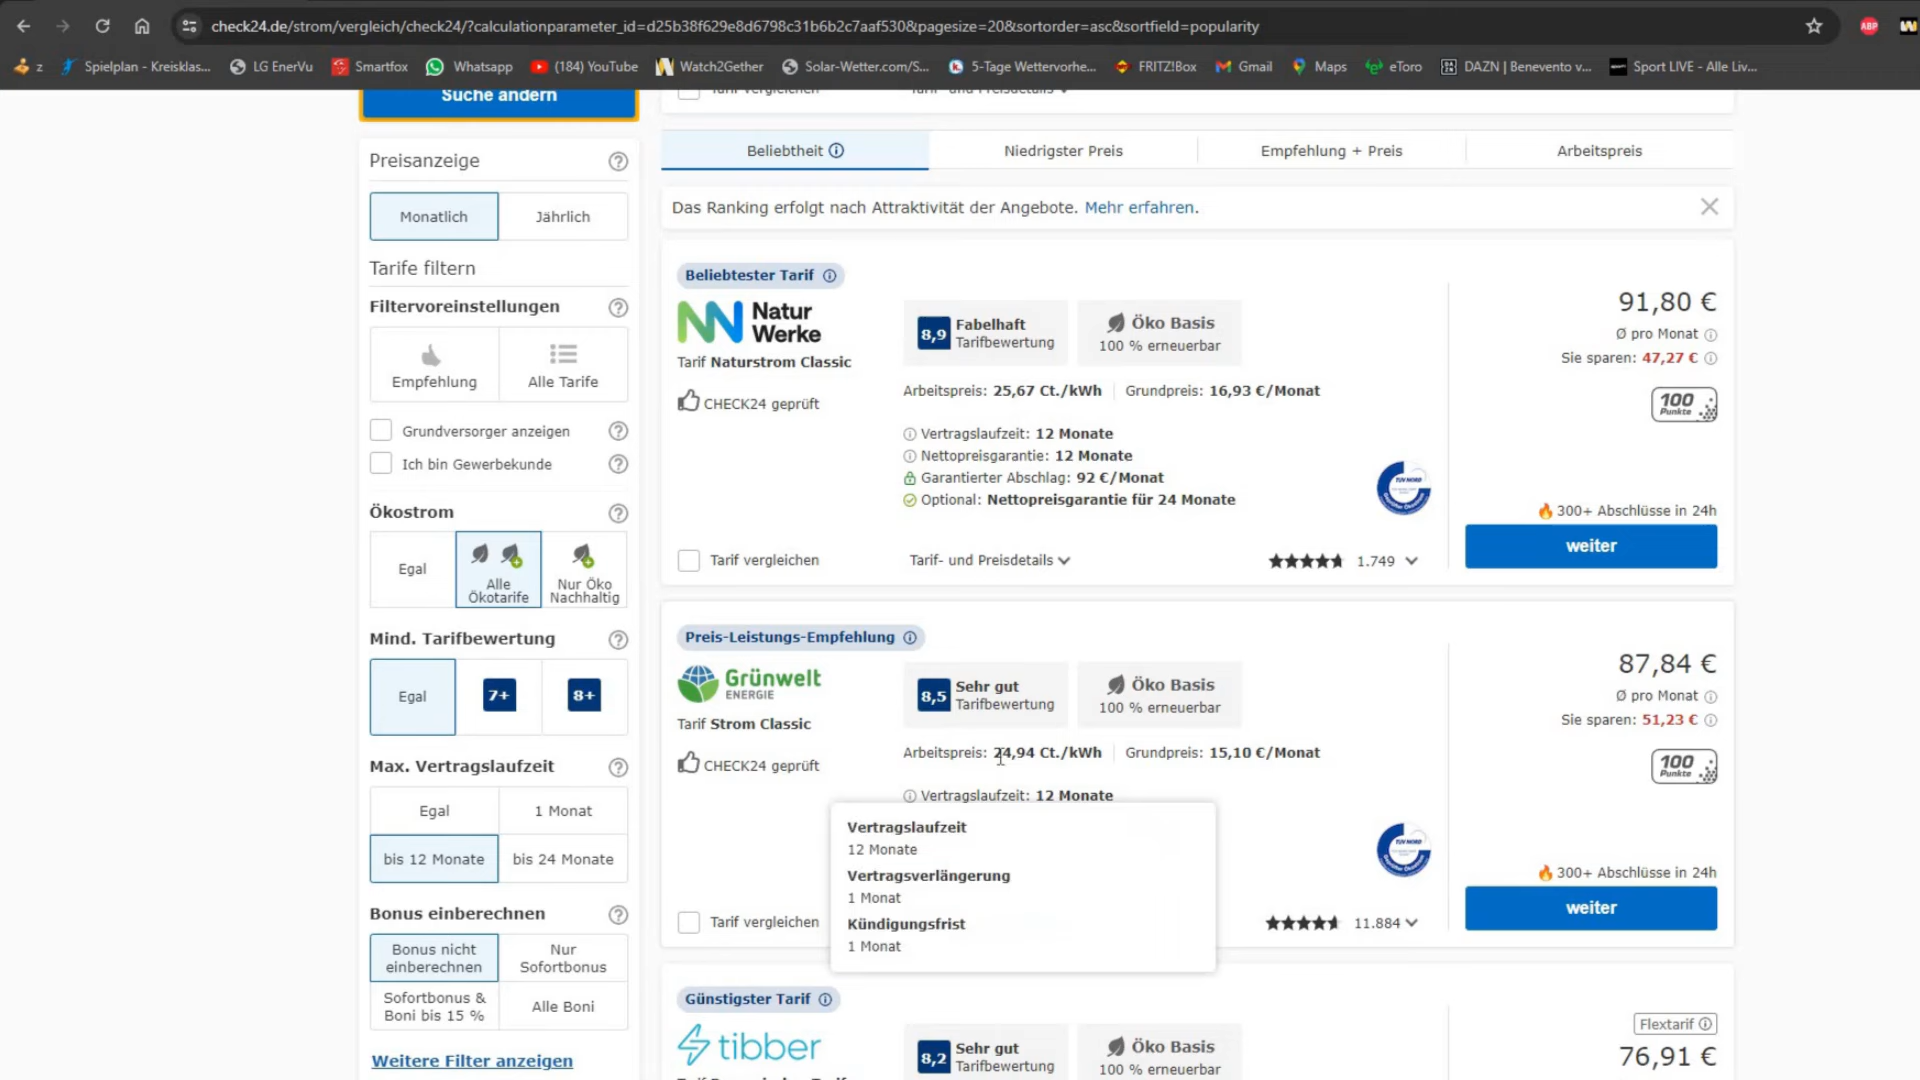 check24.de/strom/vergleich/check24/?calculationparameter_id=d25b38f629e8d6798c31b6b2c7aaf530&pagesize=20&sortorder=asc&sortfield=popularity
ABP
z
Spielplan - Kreisklas...
LG EnerVu
Smartfox
Whatsapp
(184) YouTube
Watch2Gether
Solar-Wetter.com/S...
5-Tage Wettervorhe...
FRITZ!Box
Gmail
Maps
eToro
DAZN | Benevento v...
Sport LIVE - Alle Liv...
Suche ändern
Preisanzeige
Monatlich
Jährlich
Tarife filtern
Filtervoreinstellungen
Empfehlung
Alle Tarife
Grundversorger anzeigen
Ich bin Gewerbekunde
Ökostrom
Egal
Alle
Ökotarife
Nur Öko
Nachhaltig
Mind. Tarifbewertung
Egal
7+
8+
Max. Vertragslaufzeit
Egal
1 Monat
bis 12 Monate
bis 24 Monate
Bonus einberechnen
Bonus nicht
einberechnen
Nur
Sofortbonus
Sofortbonus &
Boni bis 15 %
Alle Boni
Weitere Filter anzeigen
Tarif vergleichen
Tarif- und Preisdetails
Beliebtheit
Niedrigster Preis
Empfehlung + Preis
Arbeitspreis
Das Ranking erfolgt nach Attraktivität der Angebote. Mehr erfahren.
Beliebtester Tarif
Natur
Werke
Tarif Naturstrom Classic
CHECK24 geprüft
8,9
Fabelhaft
Tarifbewertung
Öko Basis
100 % erneuerbar
Arbeitspreis: 25,67 Ct./kWh
Grundpreis: 16,93 €/Monat
Vertragslaufzeit: 12 Monate
Nettopreisgarantie: 12 Monate
Garantierter Abschlag: 92 €/Monat
Optional: Nettopreisgarantie für 24 Monate
TÜV NORD
91,80 €
Ø pro Monat
Sie sparen: 47,27 €
100
Punkte
300+ Abschlüsse in 24h
weiter
Tarif vergleichen
Tarif- und Preisdetails
1.749
Preis-Leistungs-Empfehlung
Grünwelt
ENERGIE
Tarif Strom Classic
CHECK24 geprüft
8,5
Sehr gut
Tarifbewertung
Öko Basis
100 % erneuerbar
Arbeitspreis: 24,94 Ct./kWh
Grundpreis: 15,10 €/Monat
Vertragslaufzeit: 12 Monate
Vertragslaufzeit
12 Monate
Vertragsverlängerung
1 Monat
Kündigungsfrist
1 Monat
TÜV NORD
87,84 €
Ø pro Monat
Sie sparen: 51,23 €
100
Punkte
300+ Abschlüsse in 24h
weiter
Tarif vergleichen
11.884
Günstigster Tarif
tibber
8,2
Sehr gut
Tarifbewertung
Öko Basis
100 % erneuerbar
Flextarif
76,91 €